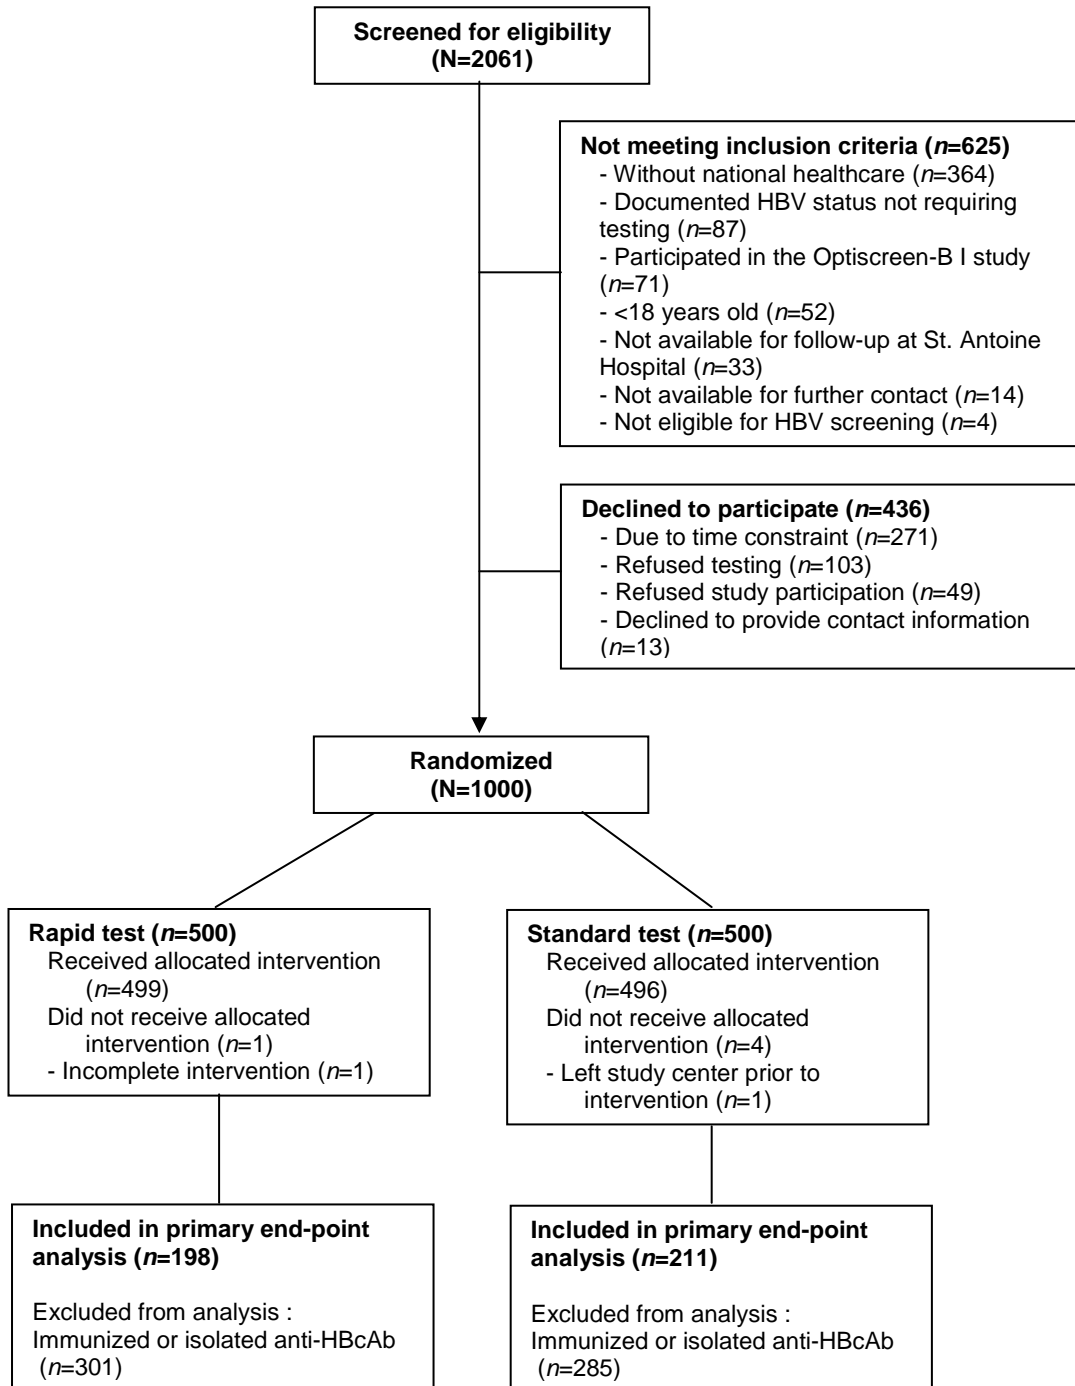 Screened for eligibility
(N=2061)
Not meeting inclusion criteria (n=625)
- Without national healthcare (n=364)
- Documented HBV status not requiring
testing (n=87)
- Participated in the Optiscreen-B I study
(n=71)
- <18 years old (n=52)
- Not available for follow-up at St. Antoine
Hospital (n=33)
- Not available for further contact (n=14)
- Not eligible for HBV screening (n=4)
Declined to participate (n=436)
- Due to time constraint (n=271)
- Refused testing (n=103)
- Refused study participation (n=49)
- Declined to provide contact information
(n=13)
Randomized
(N=1000)
Rapid test (n=500)
Received allocated intervention
(n=499)
Did not receive allocated
intervention (n=1)
- Incomplete intervention (n=1)
Standard test (n=500)
Received allocated intervention
(n=496)
Did not receive allocated
intervention (n=4)
- Left study center prior to
intervention (n=1)
Included in primary end-point
analysis (n=198)
Excluded from analysis :
Immunized or isolated anti-HBcAb
(n=301)
Included in primary end-point
analysis (n=211)
Excluded from analysis :
Immunized or isolated anti-HBcAb
(n=285)